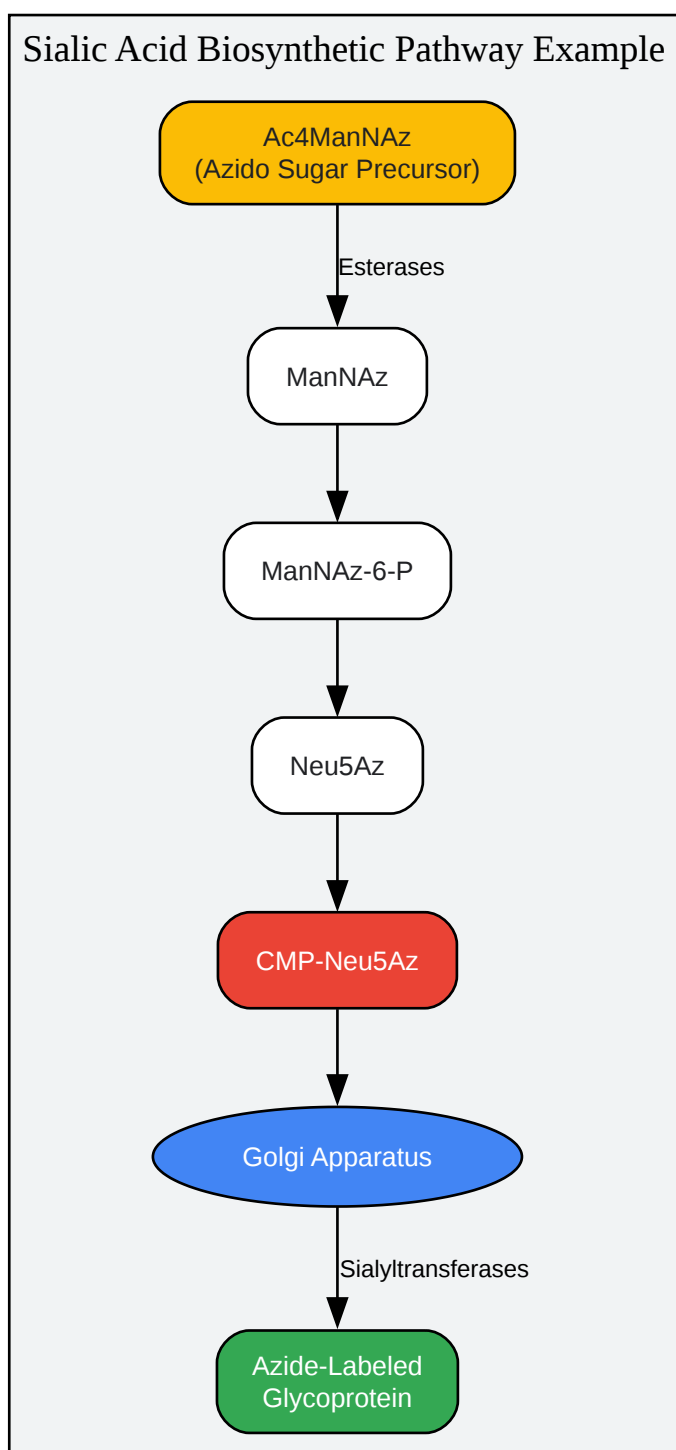 Sialic Acid Biosynthetic Pathway Example
Ac4ManNAz
(Azido Sugar Precursor)
Esterases
ManNAz
ManNAz-6-P
Neu5Az
CMP-Neu5Az
Golgi Apparatus
Sialyltransferases
Azide-Labeled
Glycoprotein